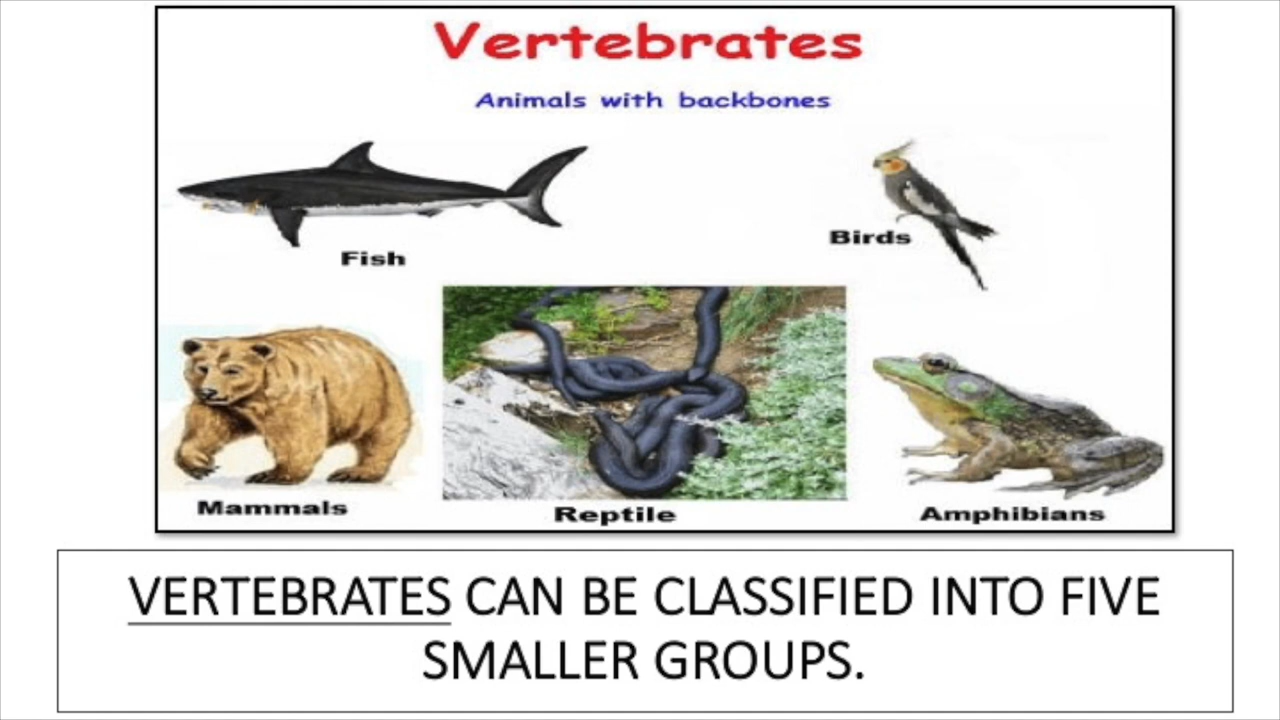 Vertebrates
Animals with backbones
Fish
Birds
Mammals
Reptile
Amphibians
VERTEBRATES CAN BE CLASSIFIED INTO FIVE
SMALLER GROUPS.